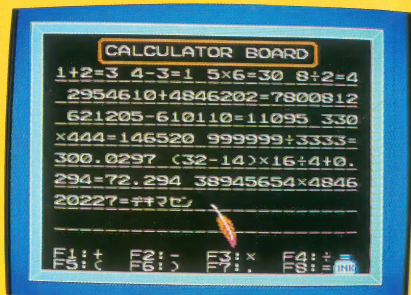 CALCULATOR BOARD
1+2=3 4-3=1 5×6=30 8÷2=4
2954610+4846202=7800812
621205-610110=11095 330
×444=146520 999999÷3333=
300.0297 (32-14)×16÷4+0.
294=72.294 38945654×4846
20227=デキマセン
F1:+ F2:- F3:× F4:÷
F5:( F6:) F7:. F8:=
INK